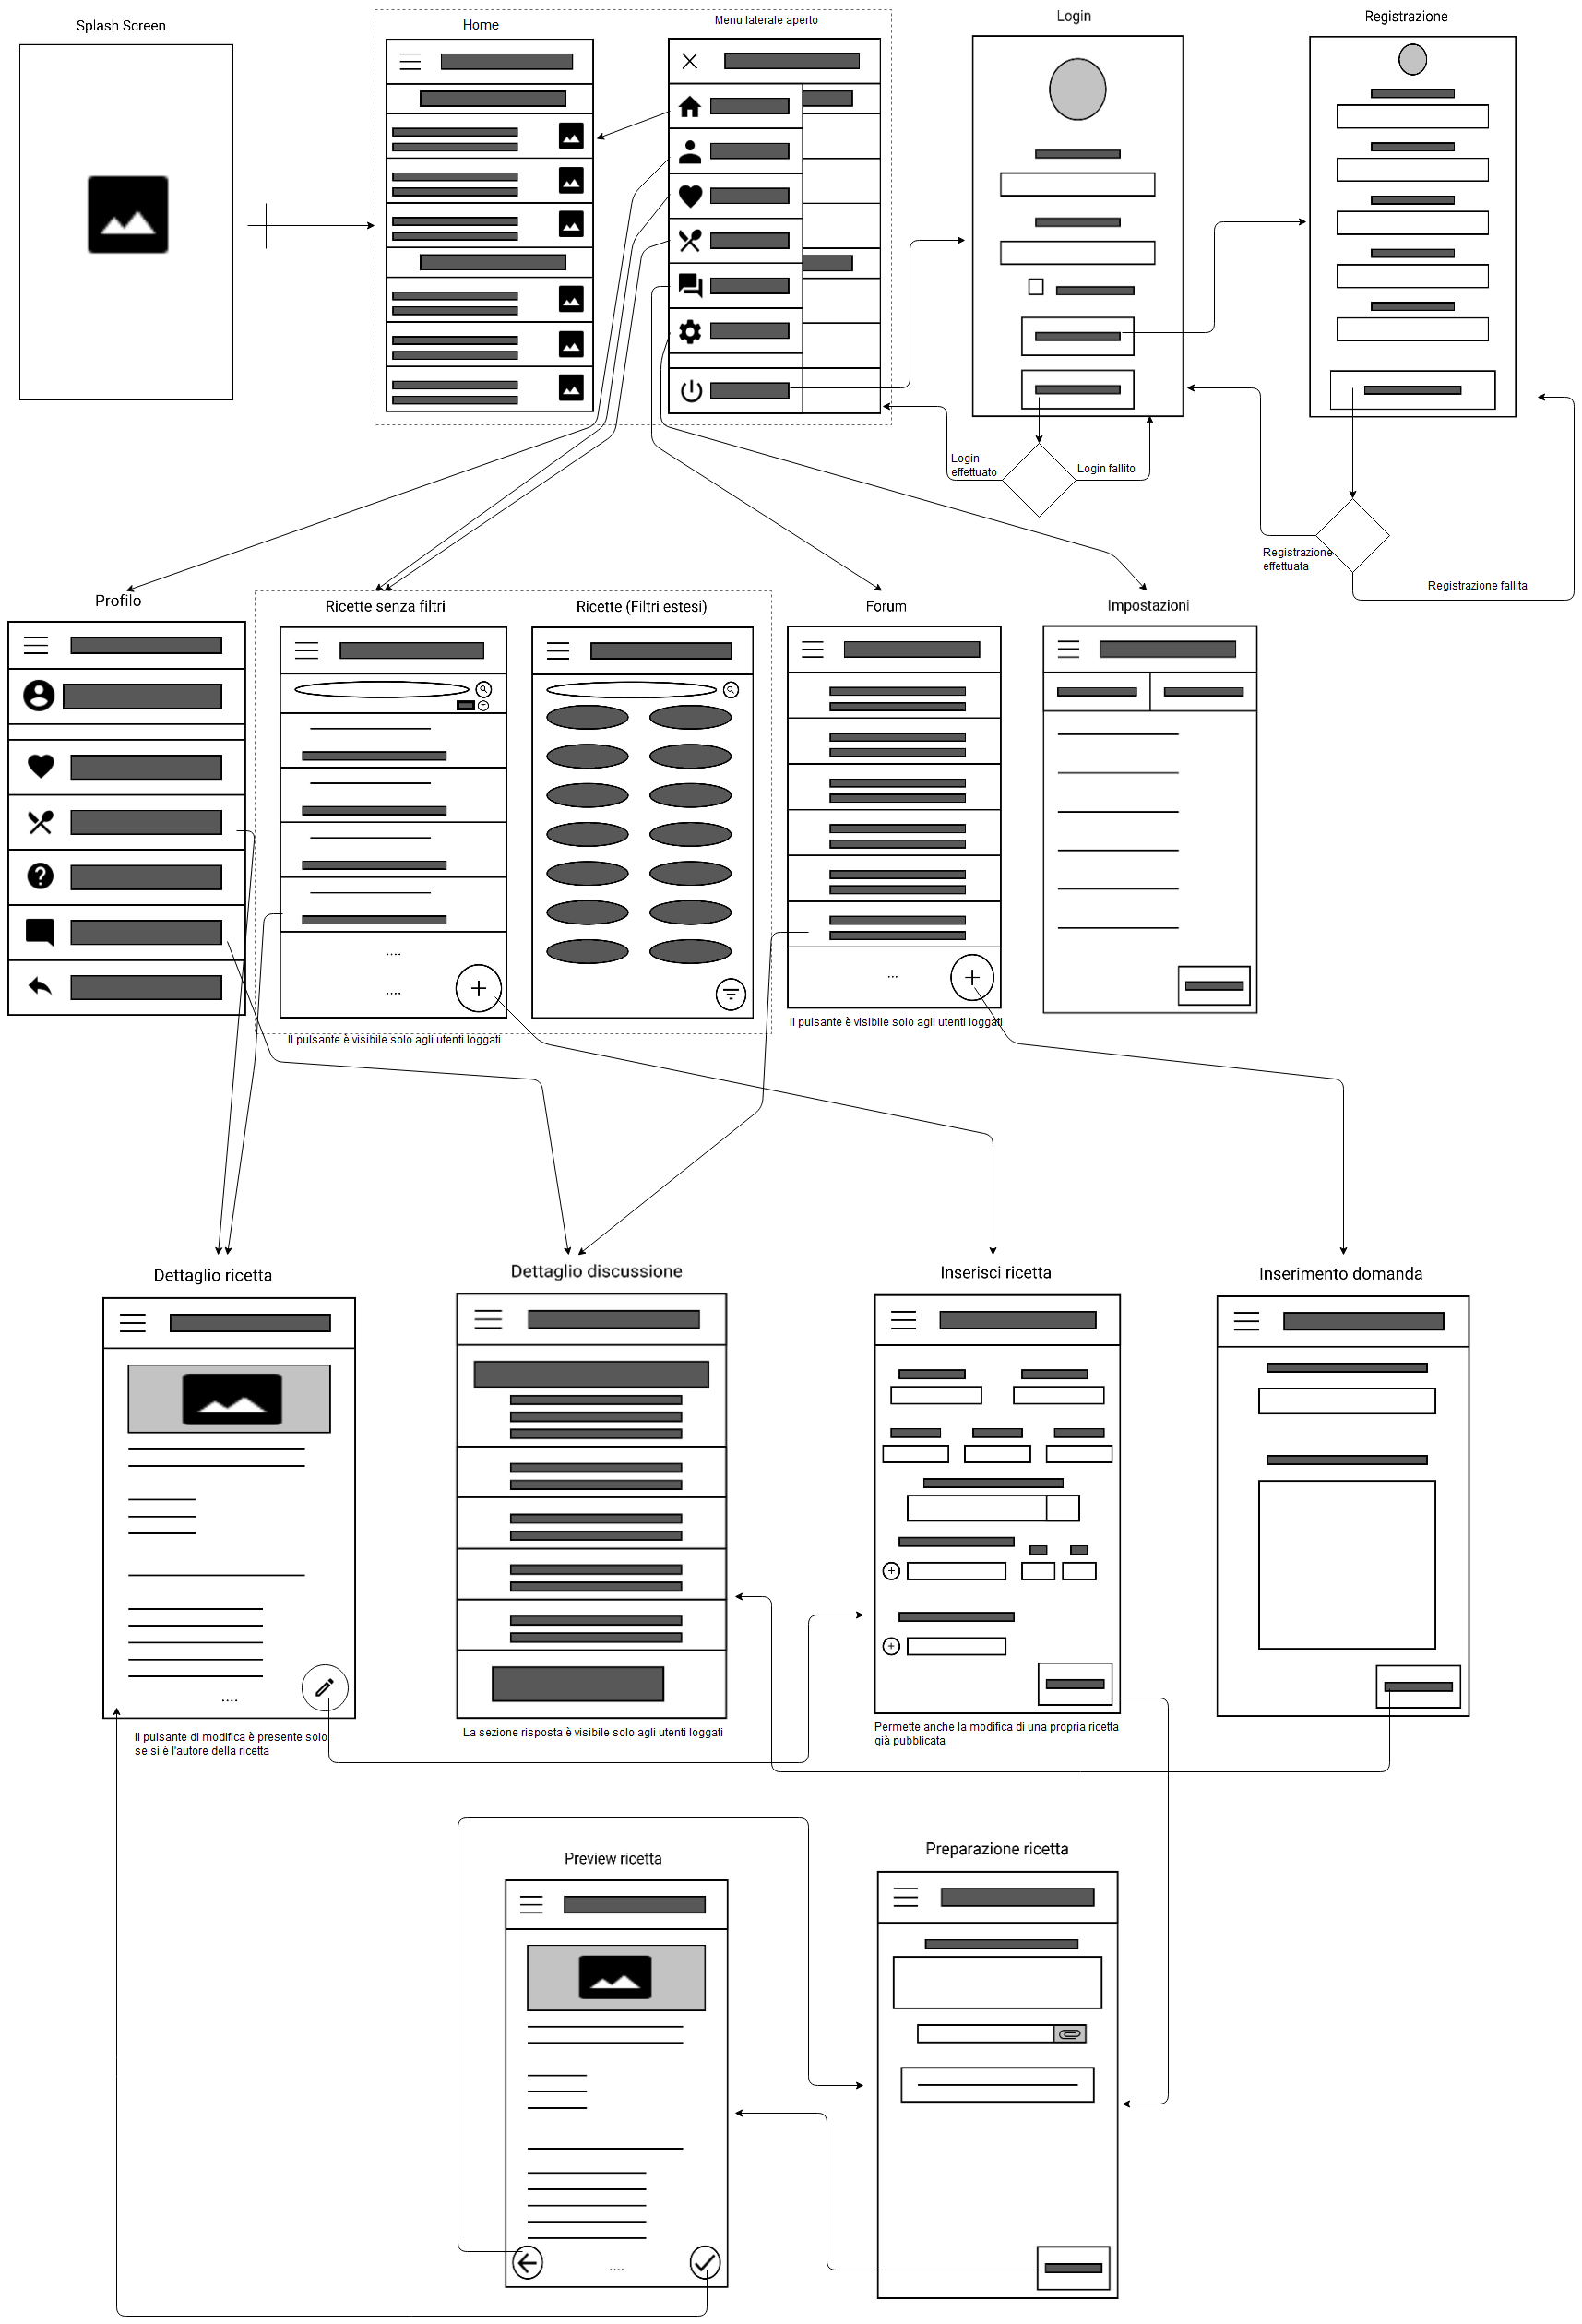 Splash Screen
Home
Menu laterale aperto
Login
Registrazione
Login
effettuato
Login fallito
Registrazione
effettuata
Registrazione fallita
Profilo
Ricette senza filtri
Ricette (Filtri estesi)
Forum
Impostazioni
....
....
...
Il pulsante è visibile solo agli utenti loggati
Il pulsante è visibile solo agli utenti loggati
Dettaglio ricetta
Dettaglio discussione
Inserisci ricetta
Inserimento domanda
....
Il pulsante di modifica è presente solo
se si è l'autore della ricetta
La sezione risposta è visibile solo agli utenti loggati
Permette anche la modifica di una propria ricetta
già pubblicata
Preview ricetta
Preparazione ricetta
....